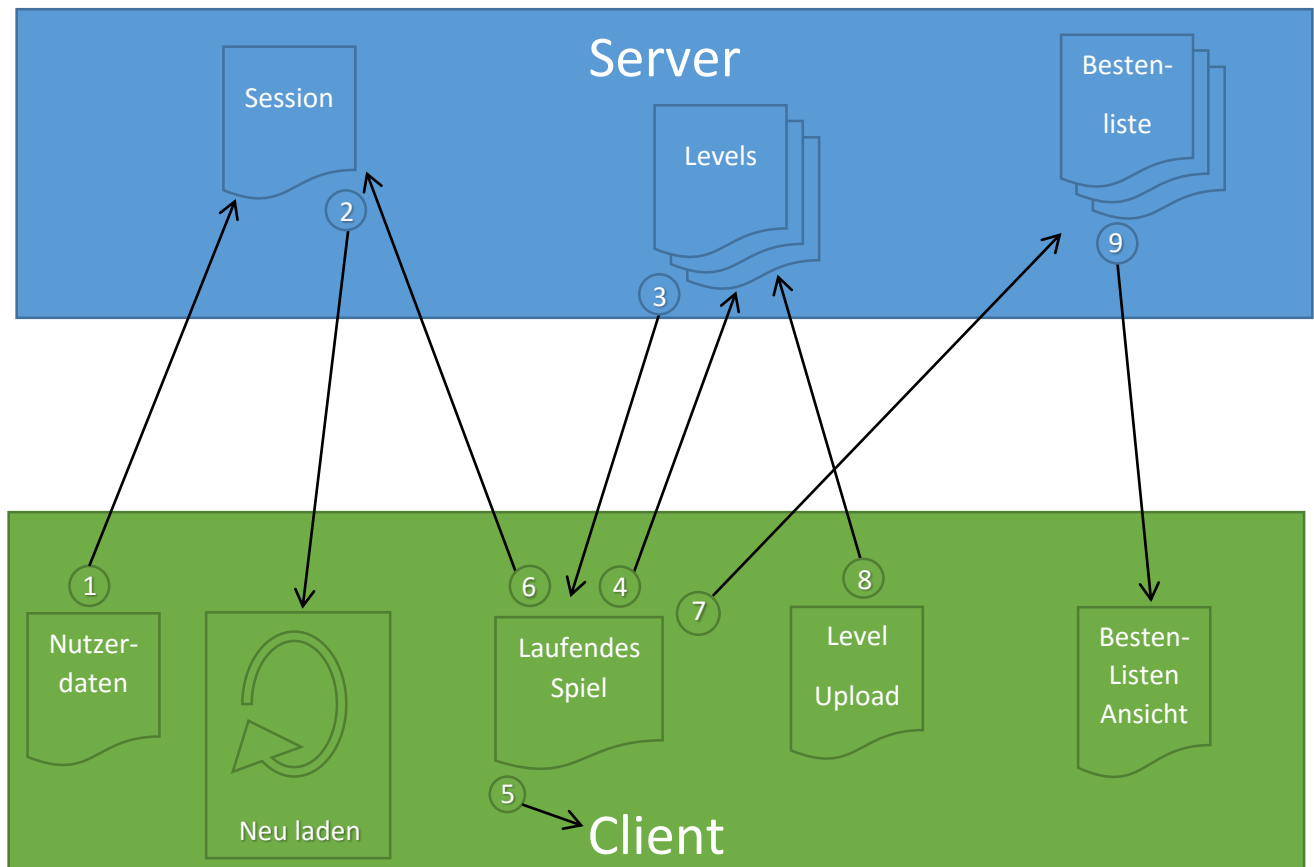 Server
Session
Levels
Besten-
liste
2
3
9
1
6
4
7
8
Nutzer-
daten
Neu laden
Laufendes
Spiel
Level
Upload
Besten-
Listen
Ansicht
5
Client